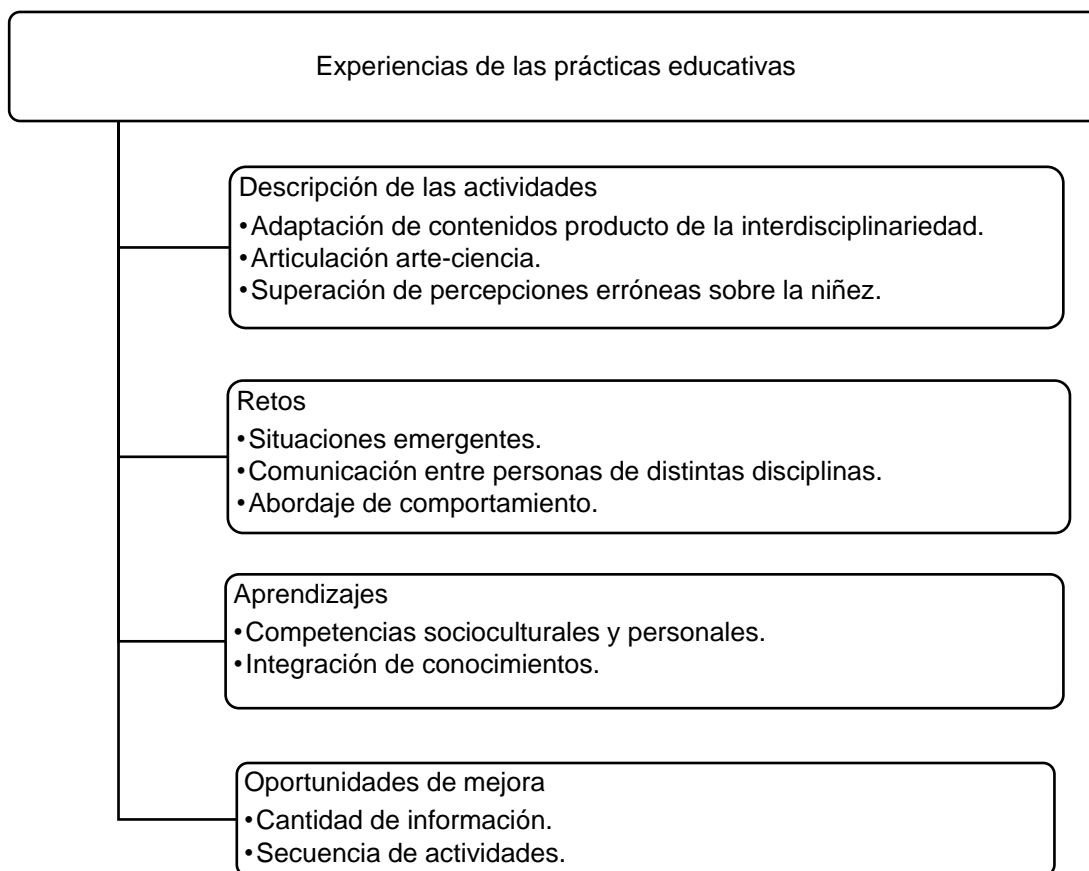 Experiencias de las prácticas educativas
Descripción de las actividades
•Adaptación de contenidos producto de la interdisciplinariedad.
•Articulación arte-ciencia.
•Superación de percepciones erróneas sobre la niñez.
Retos
•Situaciones emergentes.
•Comunicación entre personas de distintas disciplinas.
•Abordaje de comportamiento.
Aprendizajes
•Competencias socioculturales y personales.
•Integración de conocimientos.
Oportunidades de mejora
•Cantidad de información.
•Secuencia de actividades.